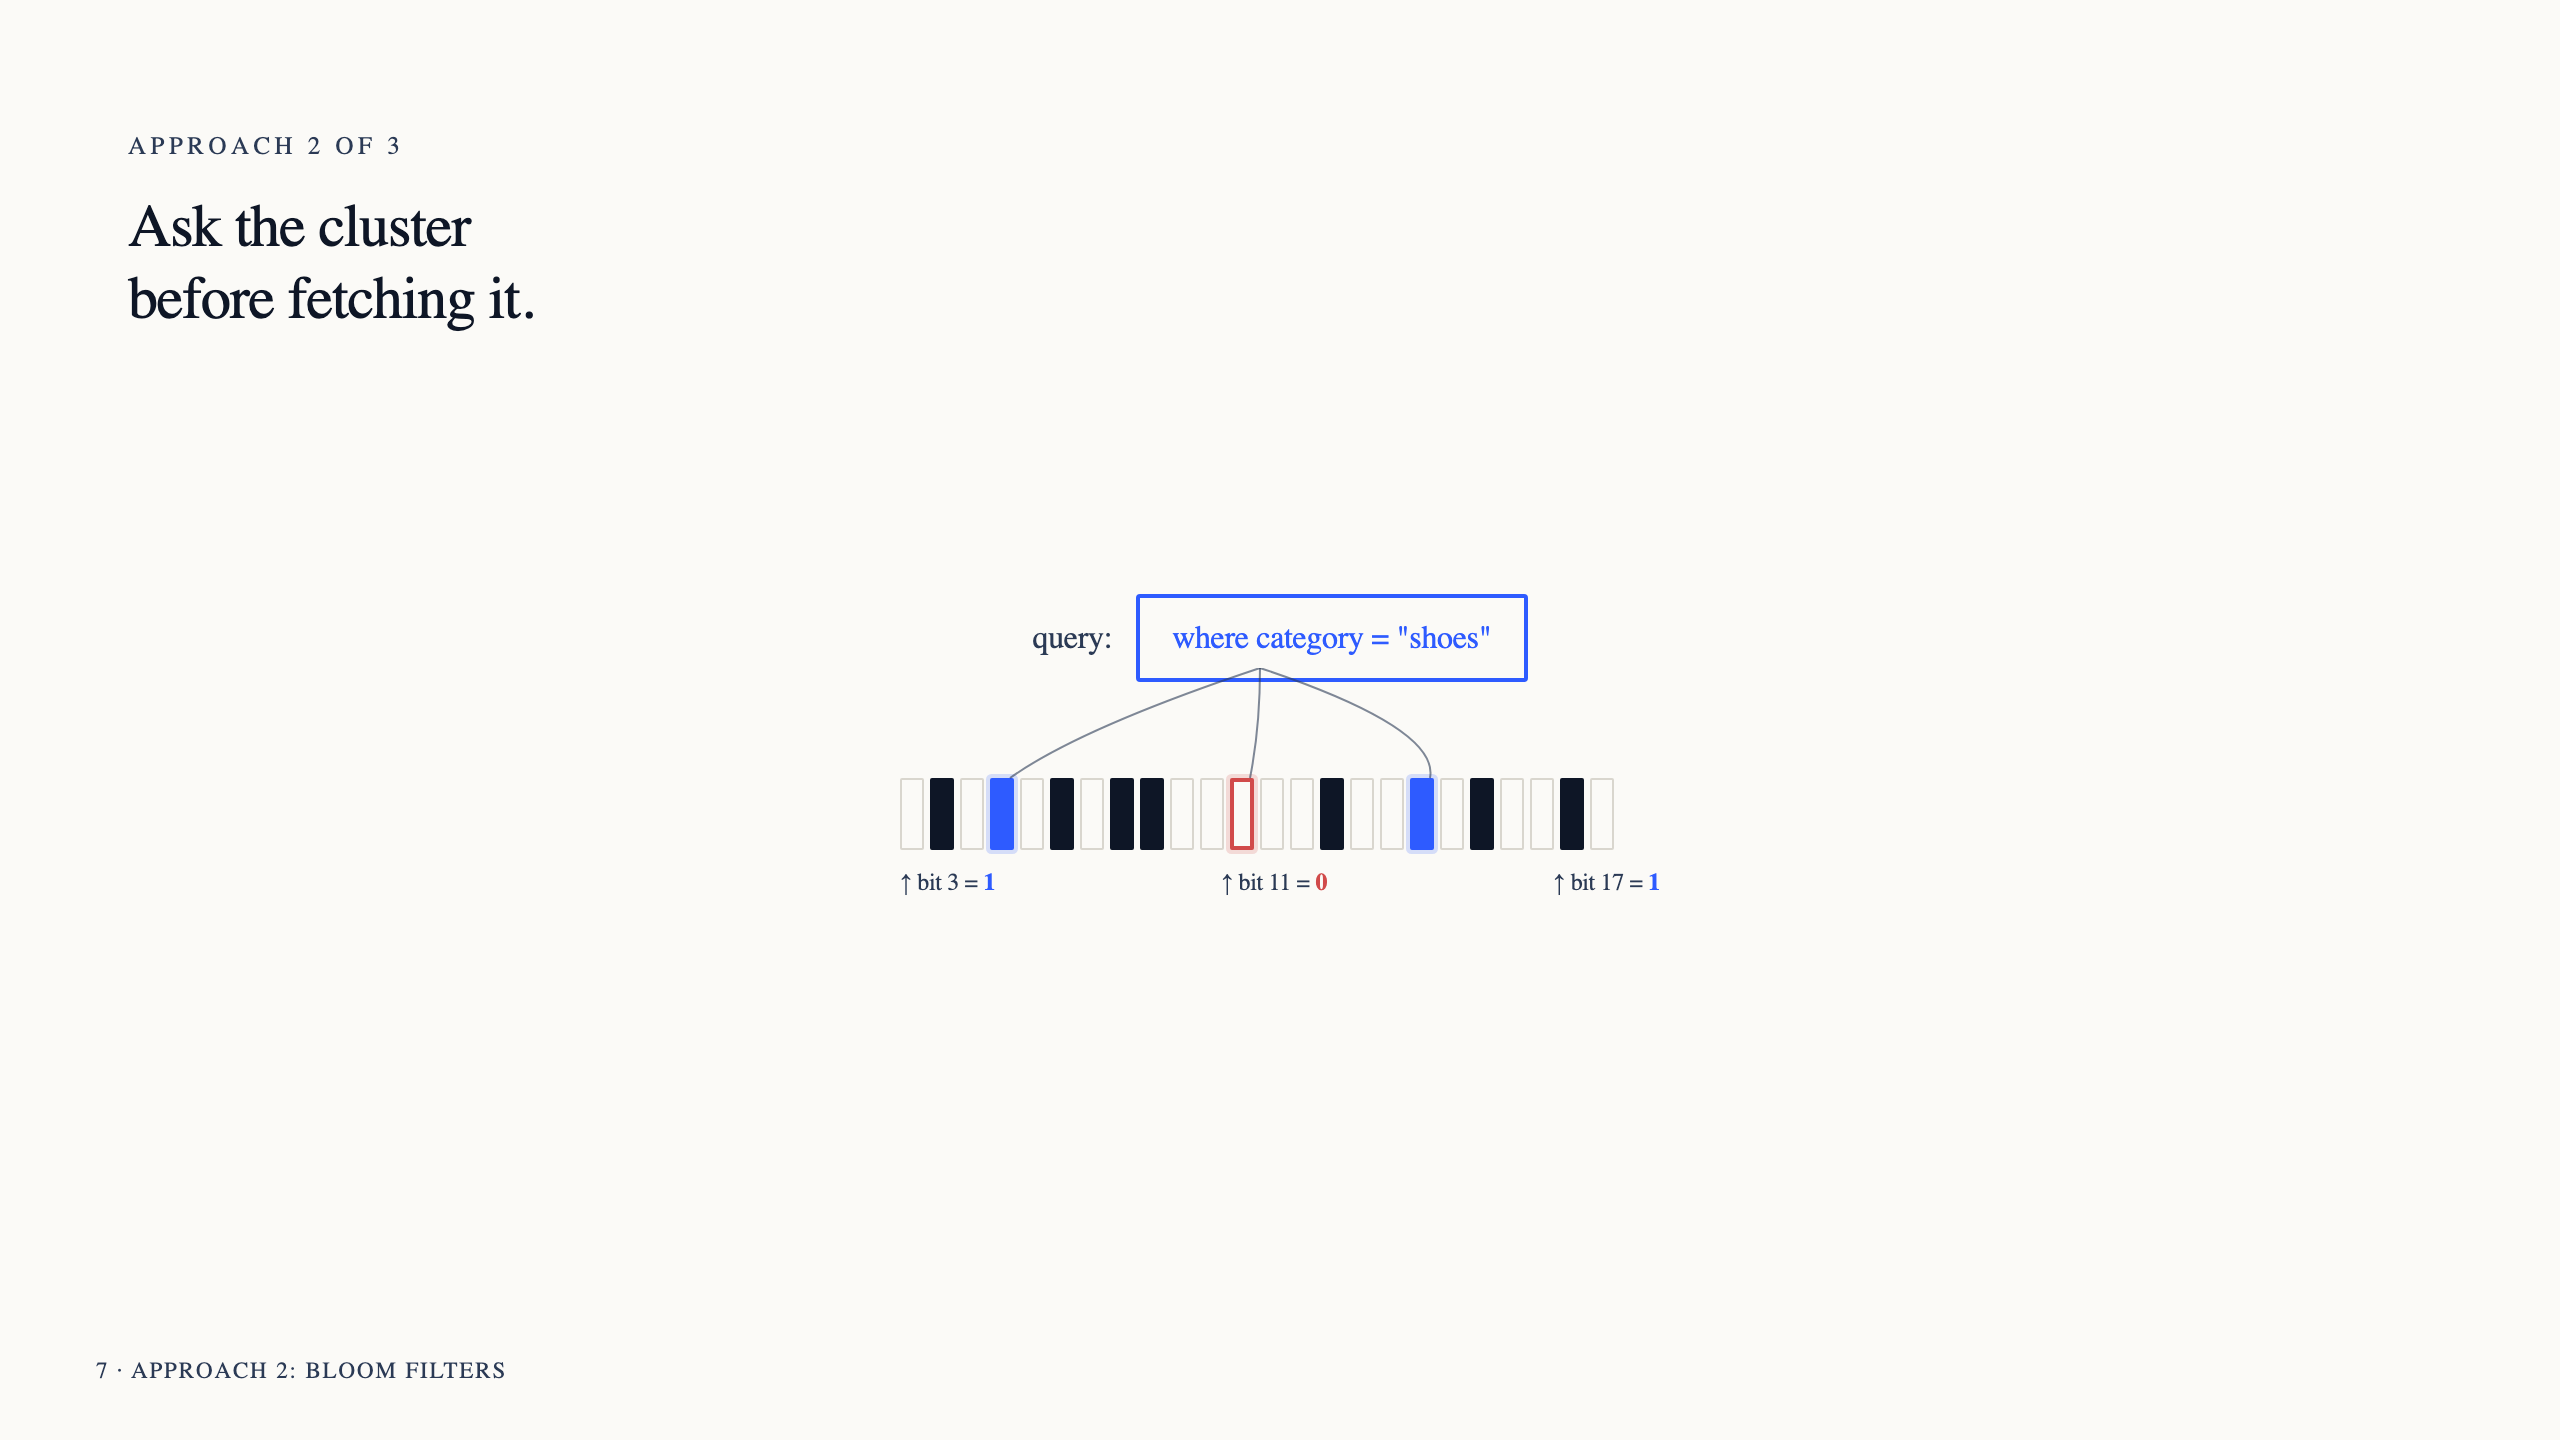 APPROACH 2 OF 3
Ask the cluster
before fetching it.
query:
where category = "shoes"
↑ bit 3 = 1
↑ bit 11 = 0
↑ bit 17 = 1
7 · APPROACH 2: BLOOM FILTERS